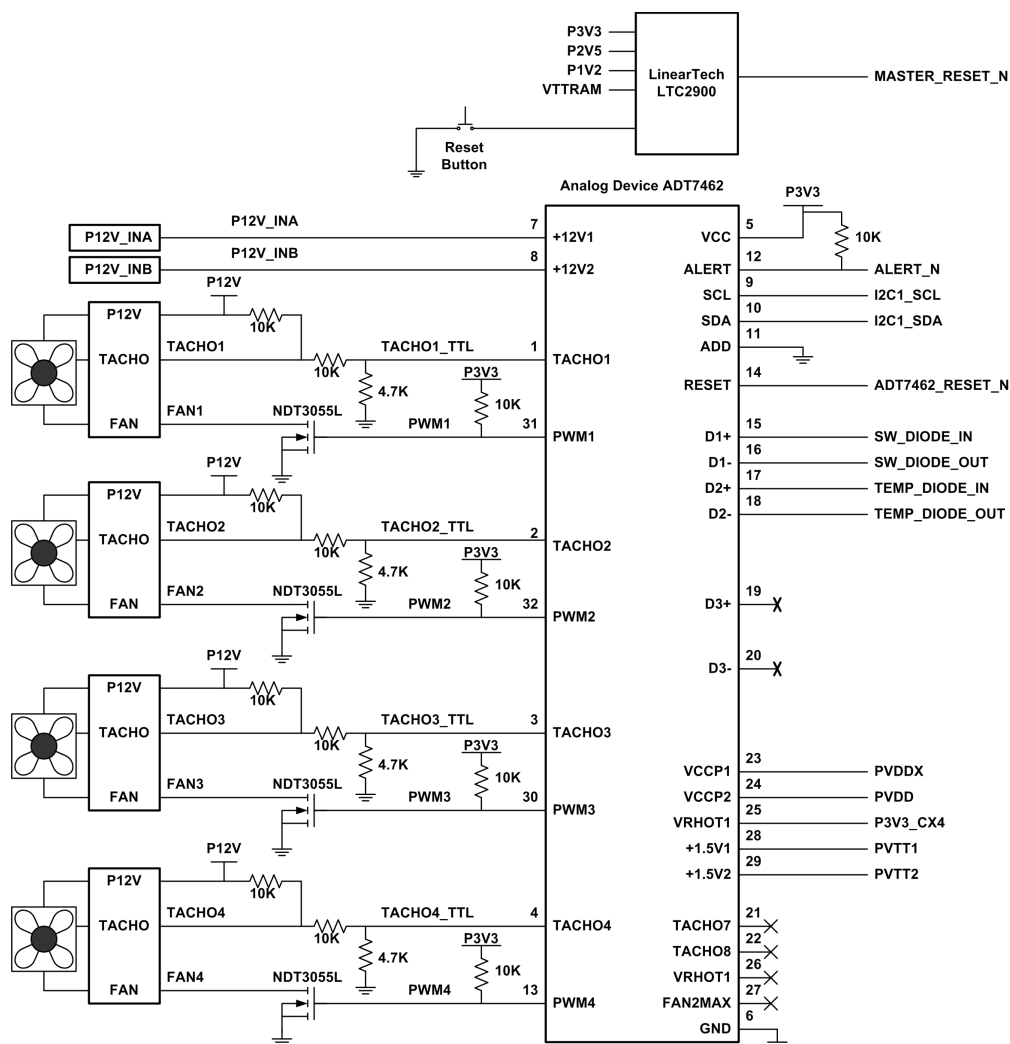 P3V3
P2V5
P1V2
VTTRAM
LinearTech
LTC2900
MASTER_RESET_N
Reset
Button
Analog Device ADT7462
P12V_INA
P12V_INA
7
+12V1
P12V_INB
P12V_INB
8
+12V2
P3V3
5
VCC
10K
12
ALERT
ALERT_N
9
SCL
I2C1_SCL
10
SDA
I2C1_SDA
11
ADD
14
RESET
ADT7462_RESET_N
15
D1+
SW_DIODE_IN
16
D1-
SW_DIODE_OUT
17
D2+
TEMP_DIODE_IN
18
D2-
TEMP_DIODE_OUT
19
D3+
20
D3-
23
VCCP1
PVDDX
24
VCCP2
PVDD
25
VRHOT1
P3V3_CX4
28
+1.5V1
PVTT1
29
+1.5V2
PVTT2
21
TACHO7
22
TACHO8
26
VRHOT1
27
FAN2MAX
6
GND
P12V
P12V
10K
TACHO
TACHO1
10K
TACHO1_TTL
1
TACHO1
4.7K
P3V3
10K
FAN
FAN1
NDT3055L
PWM1
31
PWM1
P12V
P12V
10K
TACHO
TACHO2
10K
TACHO2_TTL
2
TACHO2
4.7K
P3V3
10K
FAN
FAN2
NDT3055L
PWM2
32
PWM2
P12V
P12V
10K
TACHO
TACHO3
10K
TACHO3_TTL
3
TACHO3
4.7K
P3V3
10K
FAN
FAN3
NDT3055L
PWM3
30
PWM3
P12V
P12V
10K
TACHO
TACHO4
10K
TACHO4_TTL
4
TACHO4
4.7K
P3V3
10K
FAN
FAN4
NDT3055L
PWM4
13
PWM4